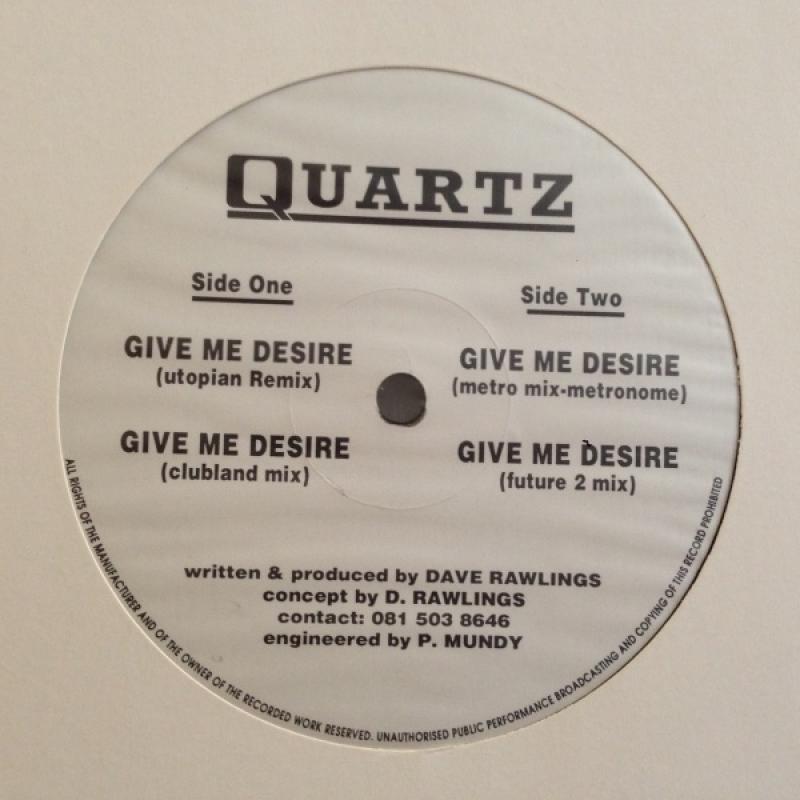 QUARTZ
Side One
GIVE ME DESIRE
(utopian Remix)
GIVE ME DESIRE
(clubland mix)
Side Two
GIVE ME DESIRE
(metro mix-metronome)
GIVE ME DESIRE
(future 2 mix)
written & produced by DAVE RAWLINGS
concept by D. RAWLINGS
contact: 081 503 8646
engineered by P. MUNDY
ALL RIGHTS OF THE MANUFACTURER AND OF THE OWNER OF THE RECORDED WORK RESERVED. UNAUTHORISED PUBLIC PERFORMANCE BROADCASTING AND COPYING OF THIS RECORD PROHIBITED